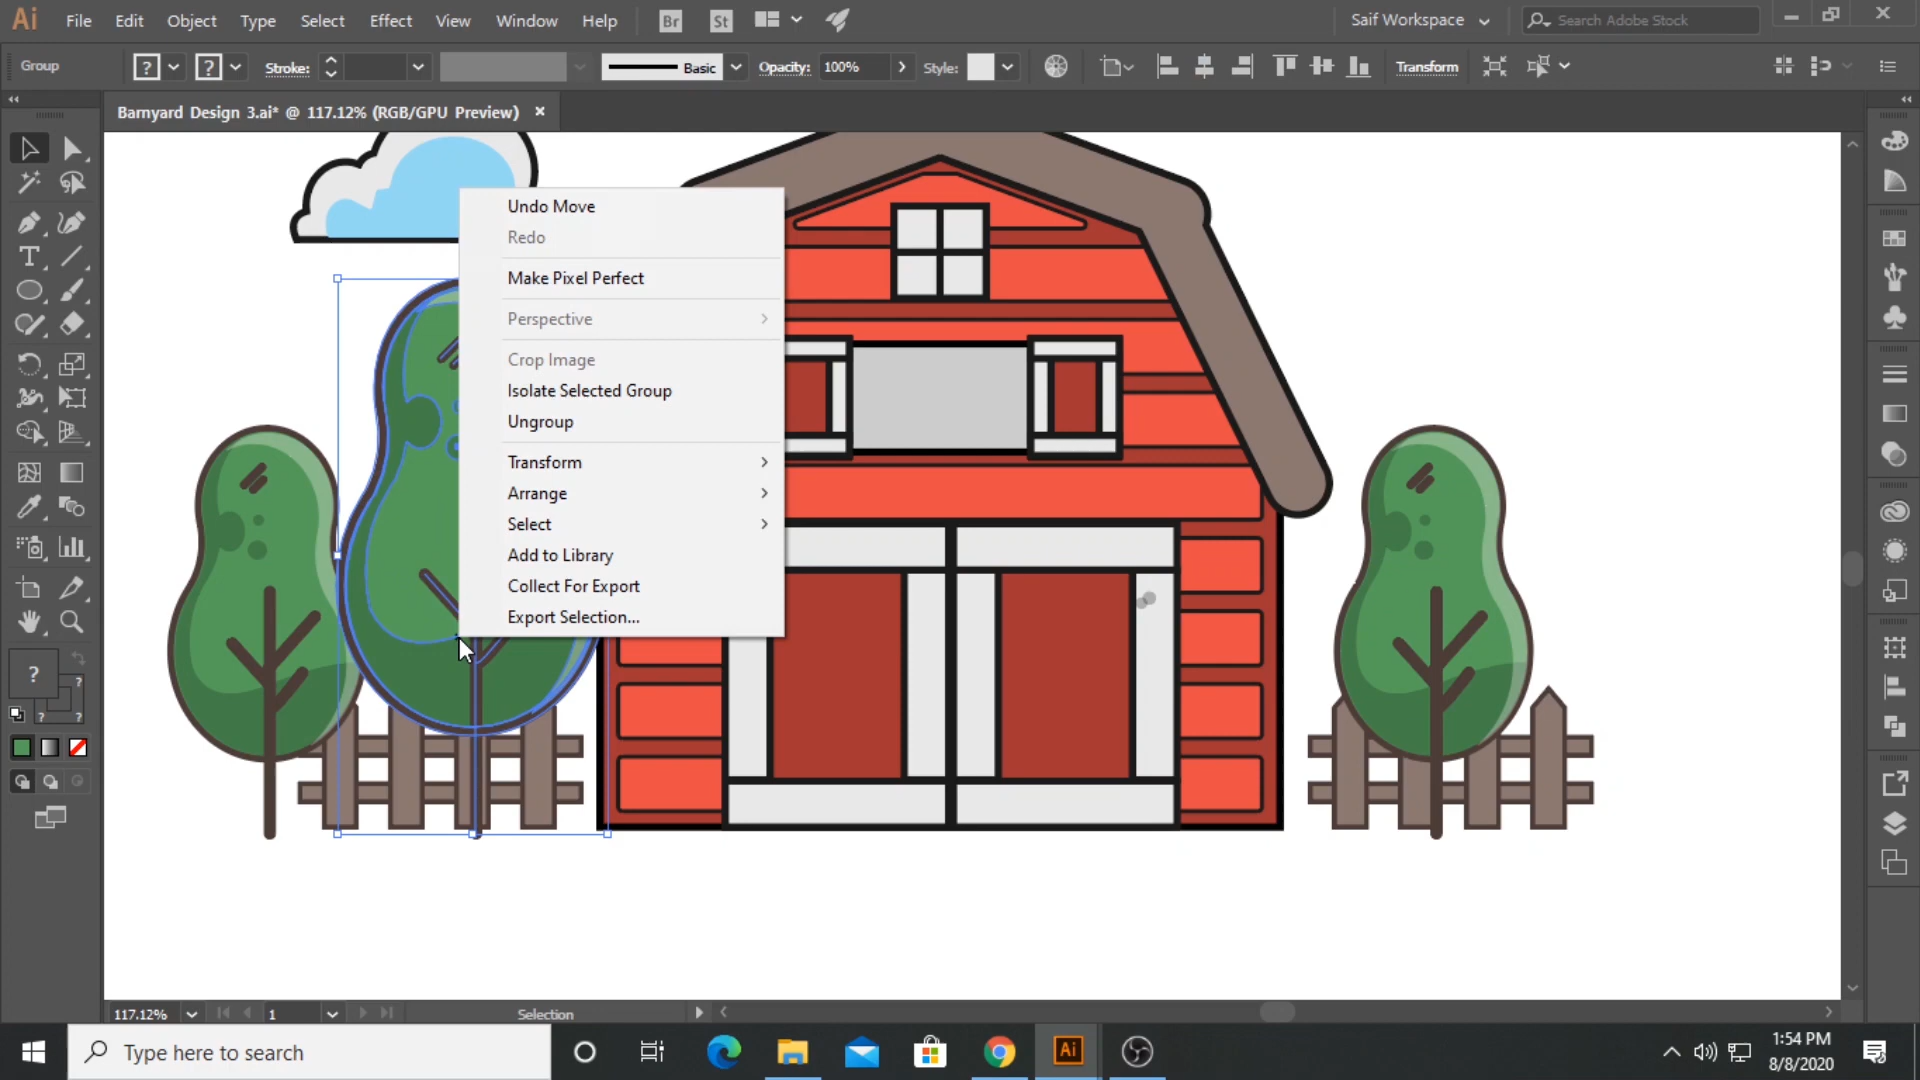 Ai File Edit Object Type Select Effect View Window Help Br St Saif Workspace Search Adobe Stock
Group ? ? Stroke: Basic Opacity: 100% Style: Transform
Barnyard Design 3.ai* @ 117.12% (RGB/GPU Preview)
Undo Move
Redo
Make Pixel Perfect
Perspective
Crop Image
Isolate Selected Group
Ungroup
Transform
Arrange
Select
Add to Library
Collect For Export
Export Selection...
T
?
?
? ?
117.12% 1 Selection
Type here to search Ai 1:54 PM
8/8/2020